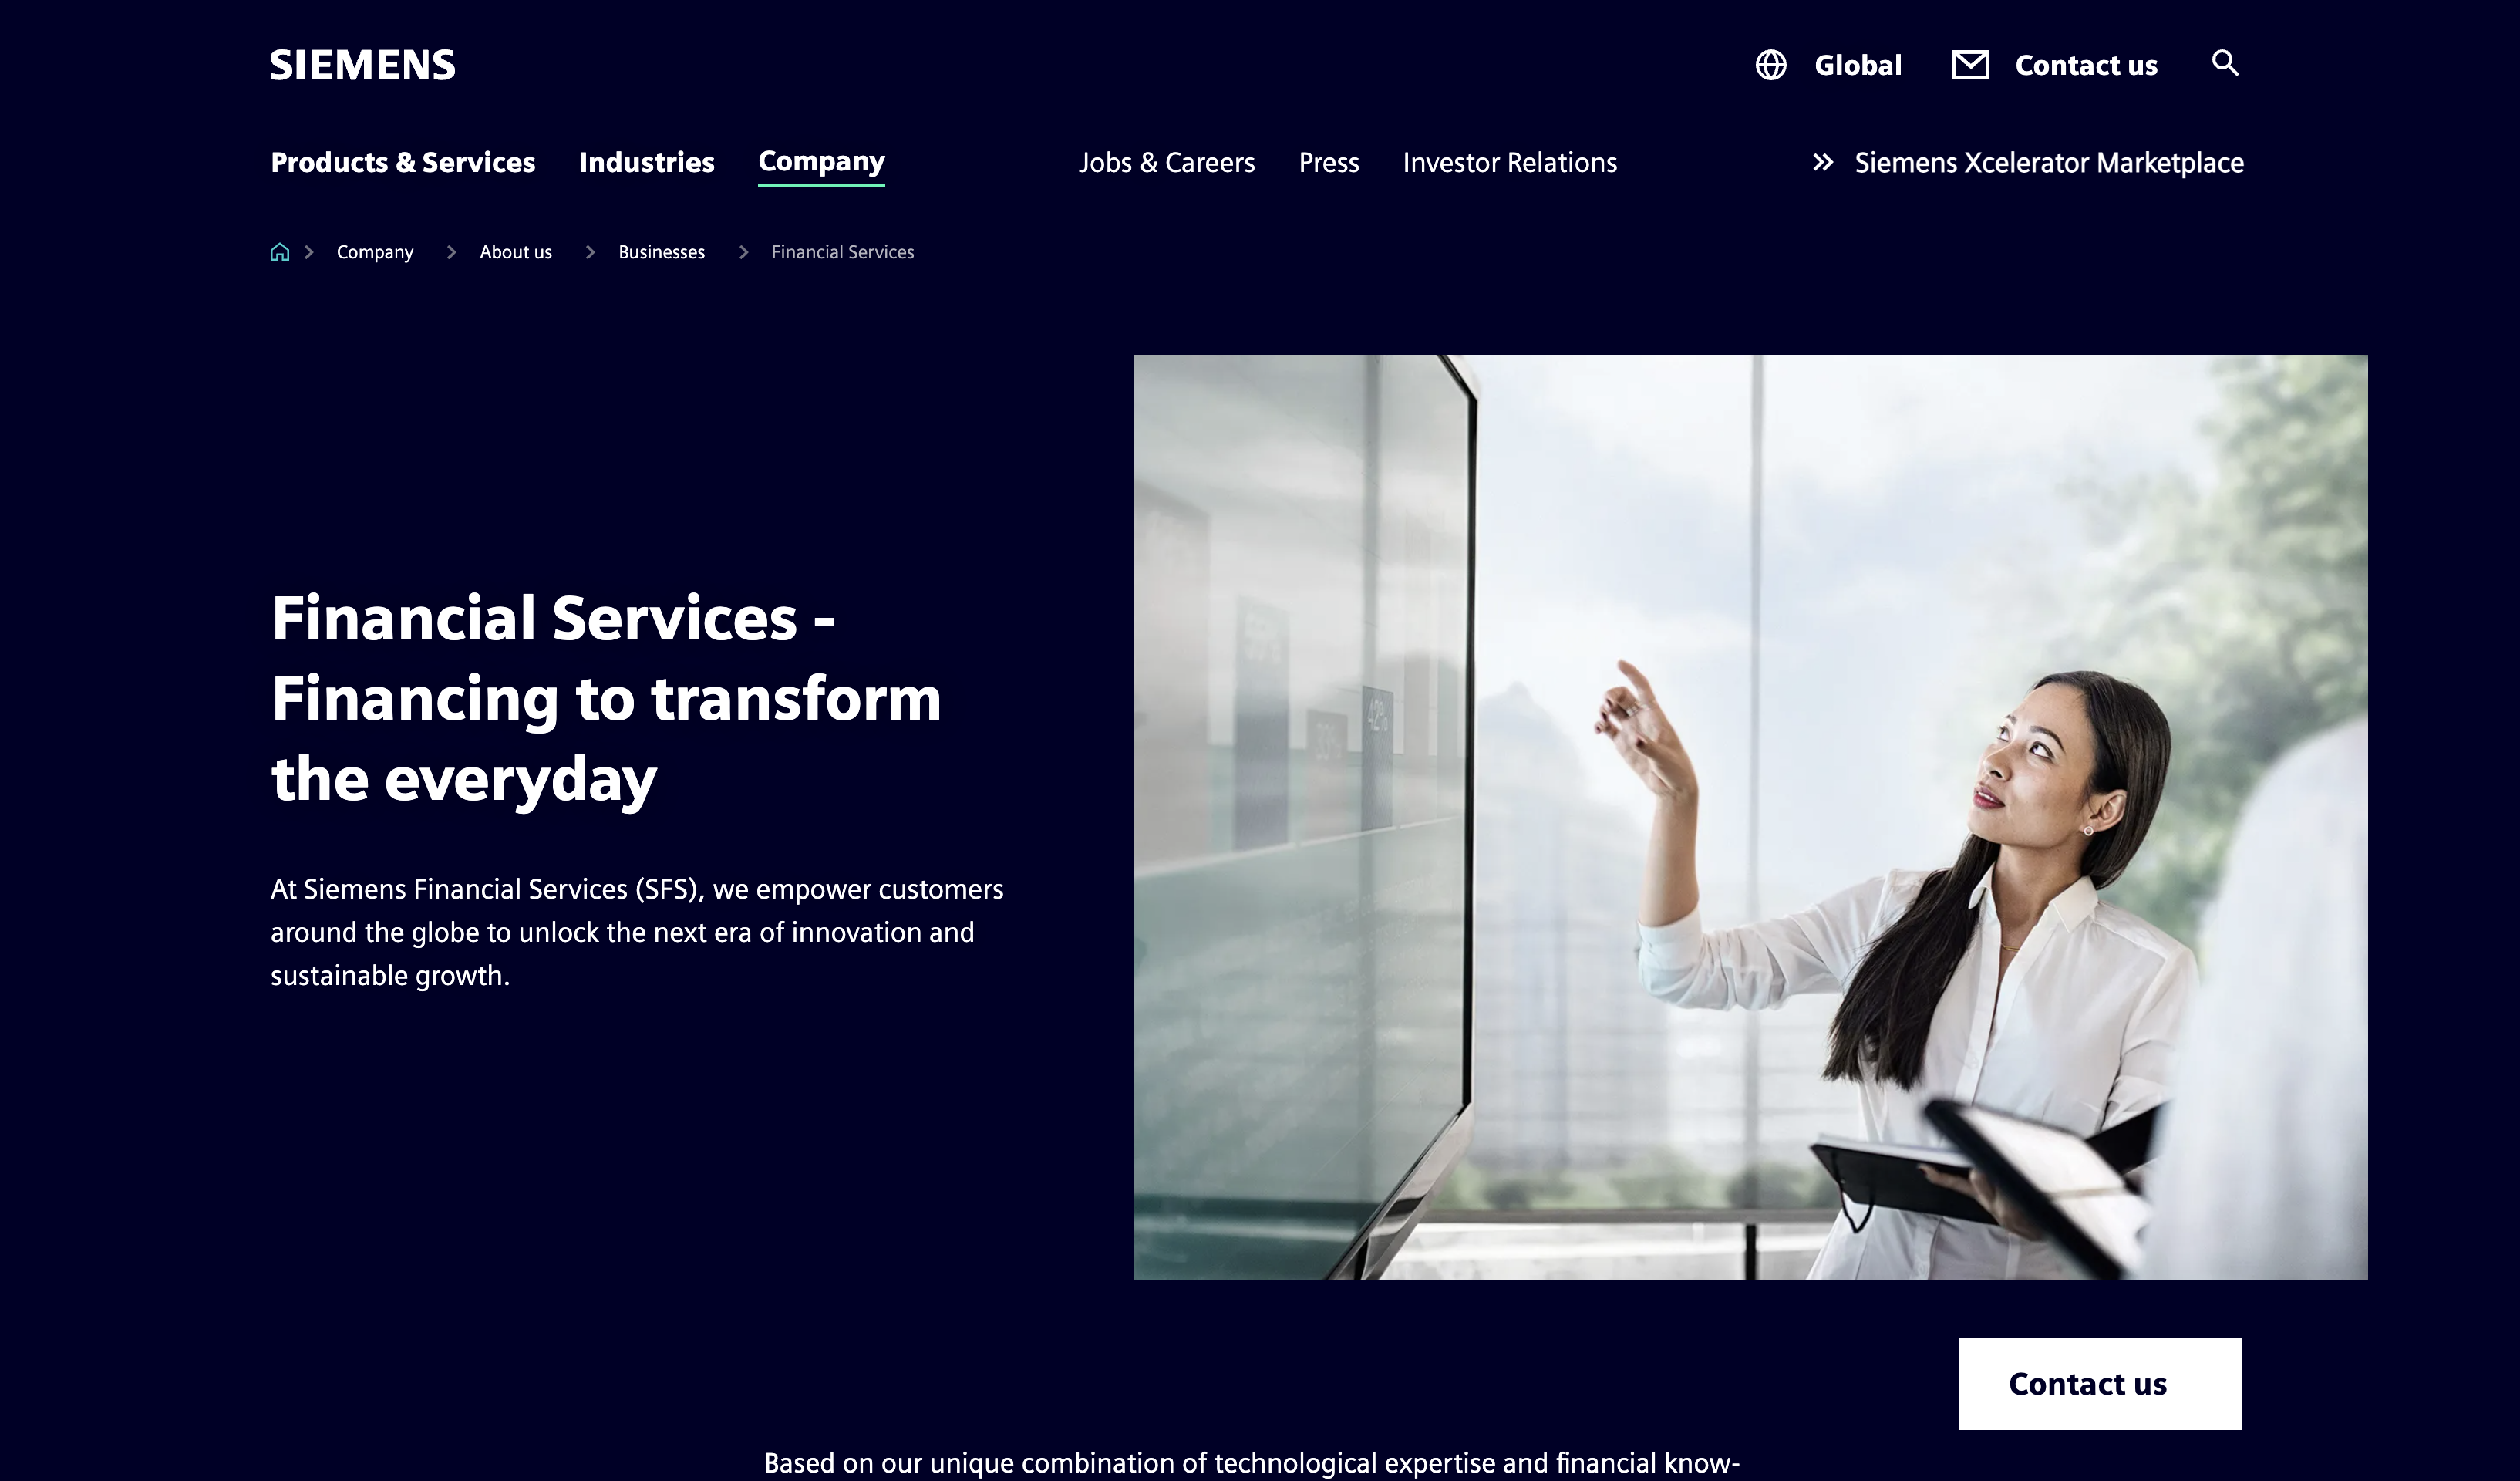 SIEMENS
Global
Contact us
Products & Services
Industries
Company
Jobs & Careers
Press
Investor Relations
Siemens Xcelerator Marketplace
Company
About us
Businesses
Financial Services
Financial Services -
Financing to transform
the everyday
At Siemens Financial Services (SFS), we empower customers
around the globe to unlock the next era of innovation and
sustainable growth.
42%
Contact us
Based on our unique combination of technological expertise and financial know-